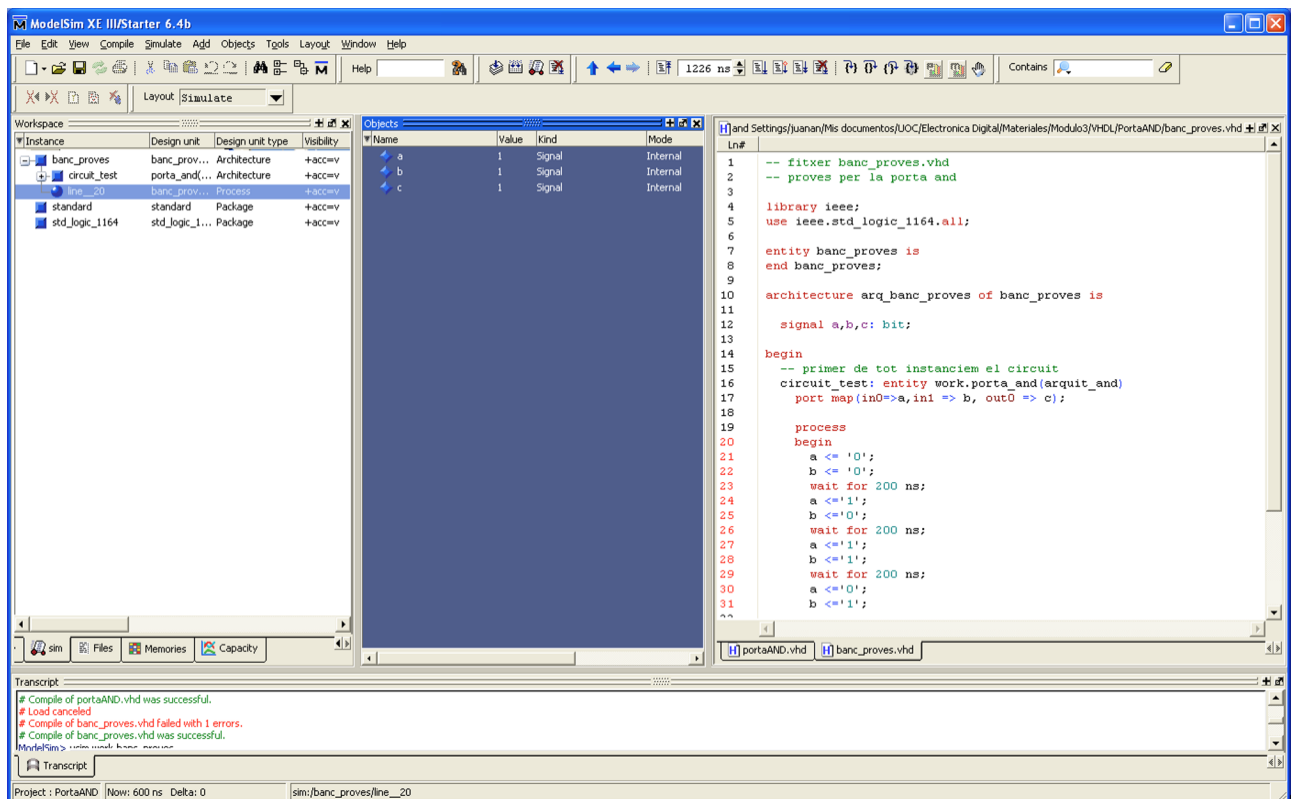 ModelSim XE III/Starter 6.4b
File Edit View Compile Simulate Add Objects Tools Layout Window Help
Help 1226 ns Contains
Layout Simulate
Workspace
Instance Design unit Design unit type Visibility
banc_proves banc_prov... Architecture +acc=v
circuit_test porta_and(... Architecture +acc=v
line__20 banc_prov... Process +acc=v
standard standard Package +acc=v
std_logic_1164 std_logic_1... Package +acc=v
sim Files Memories Capacity
Objects
Name Value Kind Mode
a 1 Signal Internal
b 1 Signal Internal
c 1 Signal Internal
and Settings/juanan/Mis documentos/UOC/Electronica Digital/Materiales/Modulo3/VHDL/PortaAND/banc_proves.vhd
Ln#
1 -- fitxer banc_proves.vhd
2 -- proves per la porta and
3
4 library ieee;
5 use ieee.std_logic_1164.all;
6
7 entity banc_proves is
8 end banc_proves;
9
10 architecture arq_banc_proves of banc_proves is
11
12 signal a,b,c: bit;
13
14 begin
15 -- primer de tot instanciem el circuit
16 circuit_test: entity work.porta_and(arquit_and)
17 port map(in0=>a,in1 => b, out0 => c);
18
19 process
20 begin
21 a <= '0';
22 b <= '0';
23 wait for 200 ns;
24 a <='1';
25 b <='0';
26 wait for 200 ns;
27 a <='1';
28 b <='1';
29 wait for 200 ns;
30 a <='0';
31 b <='1';
portaAND.vhd banc_proves.vhd
Transcript
# Compile of portaAND.vhd was successful.
# Load canceled
# Compile of banc_proves.vhd failed with 1 errors.
# Compile of banc_proves.vhd was successful.
ModelSim> vsim work.banc_proves
Transcript
Project : PortaAND Now: 600 ns Delta: 0 sim:/banc_proves/line__20